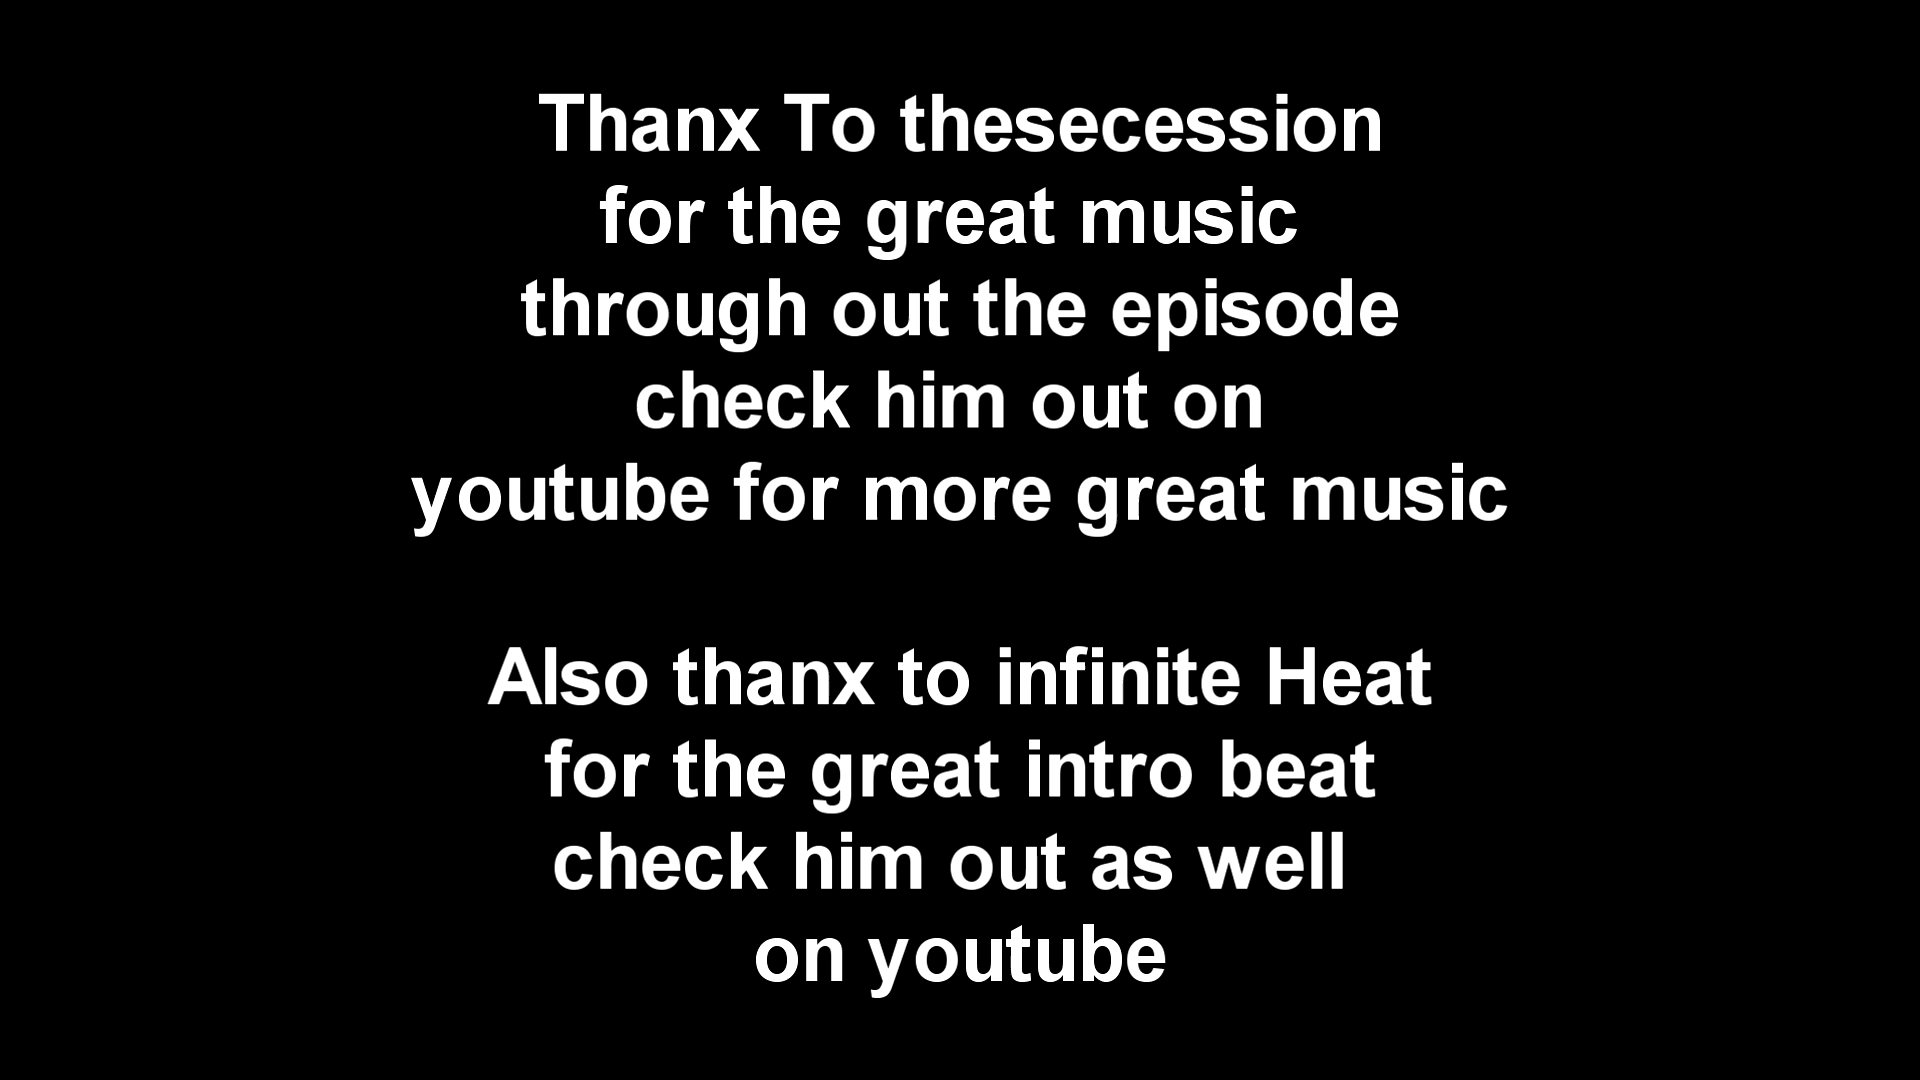 Thanx To thesecession
for the great music
through out the episode
check him out on
youtube for more great music
Also thanx to infinite Heat
for the great intro beat
check him out as well
on youtube